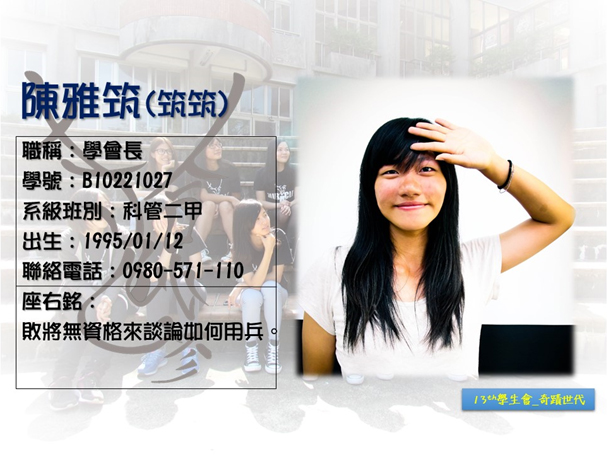 陳雅筑(筑筑)
職稱：學會長
學號：B10221027
系級班別：科管二甲
出生：1995/01/12
聯絡電話：0980-571-110
座右銘：
敗將無資格來談論如何用兵。
13th學生會_奇蹟世代